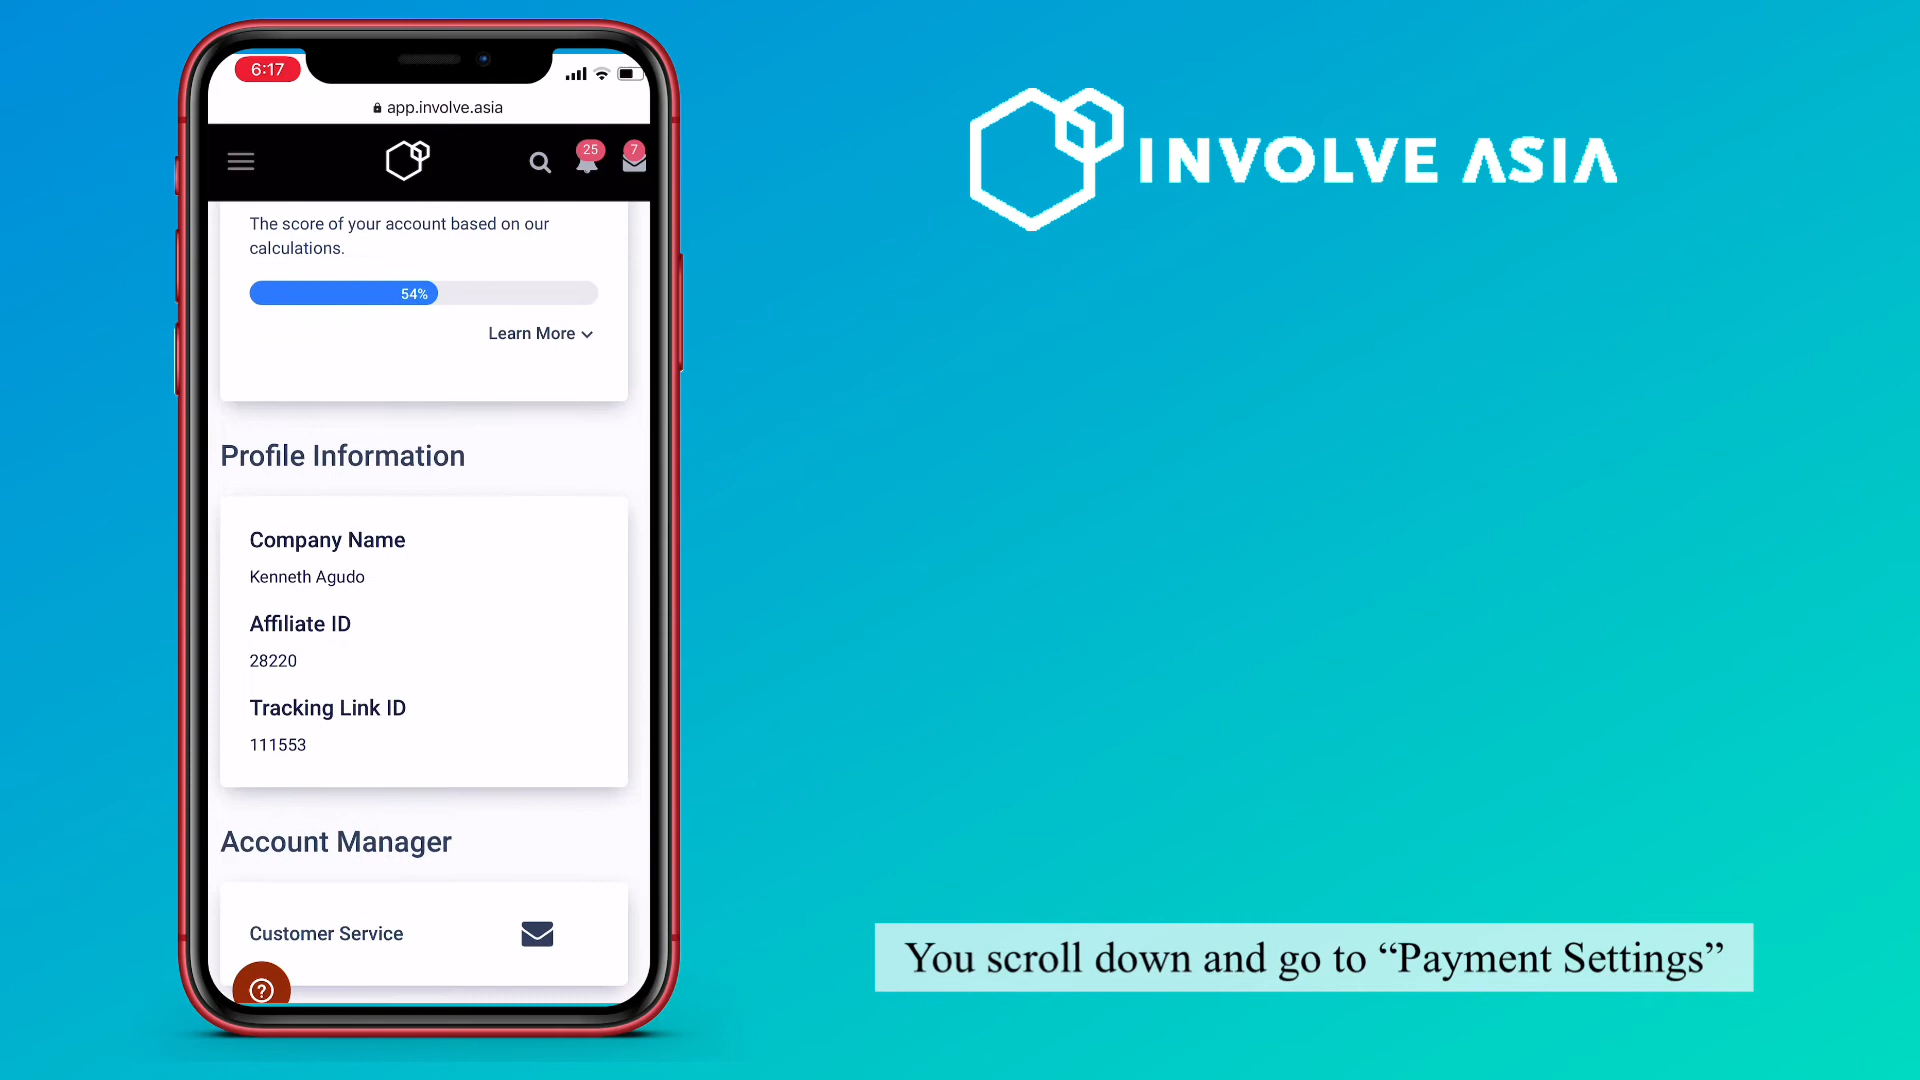 6:17
app.involve.asia
25
7
The score of your account based on our
calculations.
54%
Learn More
Profile Information
Company Name
Kenneth Agudo
Affiliate ID
28220
Tracking Link ID
111553
Account Manager
Customer Service
?
INVOLVE ASIA
You scroll down and go to “Payment Settings”